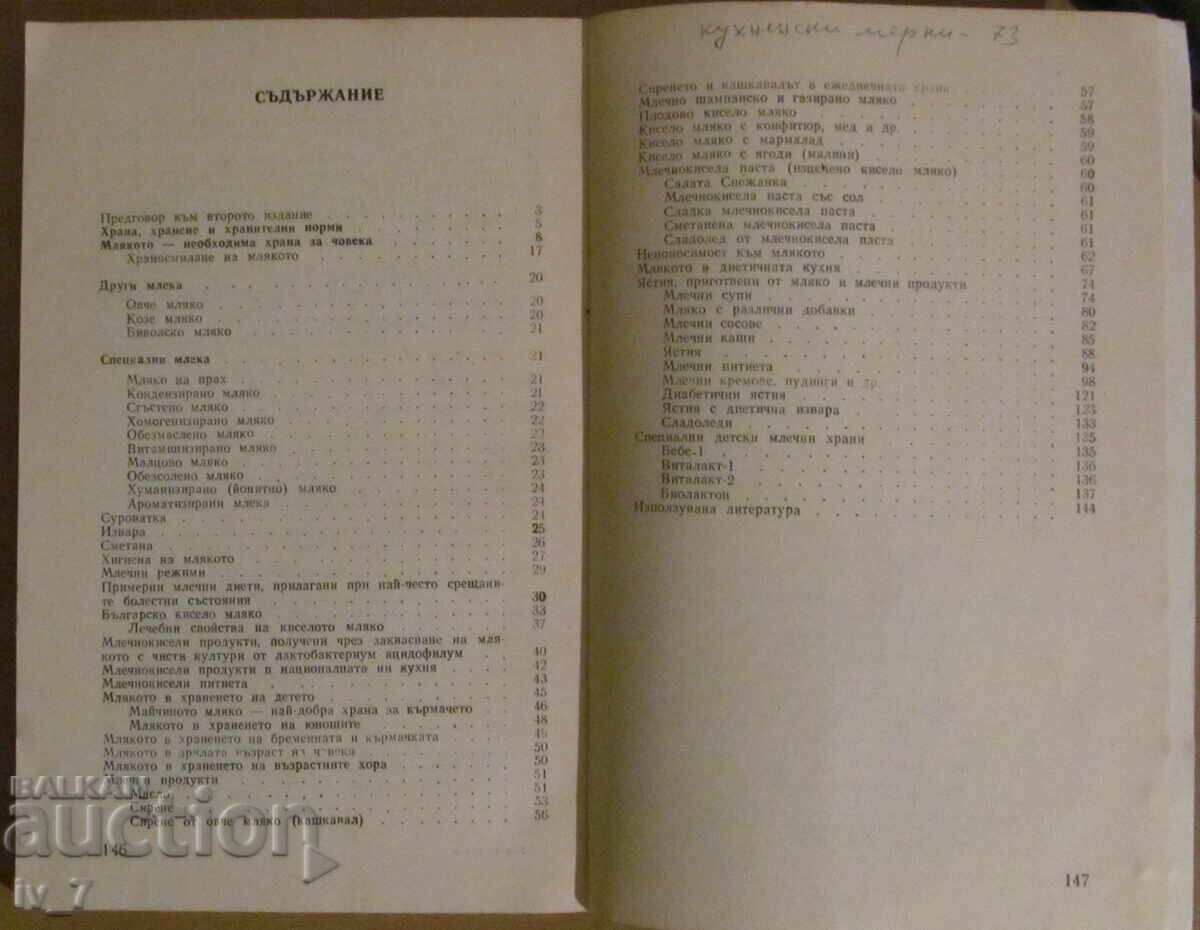 СЪДЪРЖАНИЕ
Предговор към второто издание 3
Храна, хранене и хранителни норми 5
Млякото — необходима храна за човека 8
Храносмилане на млякото 17
Други млека 20
Овче мляко 20
Козе мляко 20
Биволско мляко 21
Специални млека 21
Мляко на прах 21
Кондензирано мляко 21
Сгъстено мляко 22
Хомогенизирано мляко 22
Обезмаслено мляко 22
Витаминизирано мляко 23
Малцово мляко 23
Обезсолено мляко 23
Хуманизирано (йонитно) мляко 24
Ароматизирани млека 24
Суроватка 24
Извара 25
Сметана 26
Хигиена на млякото 27
Млечни режими 29
Примерни млечни диети, прилагани при най-често срещани-
те болестни състояния 30
Българско кисело мляко 33
Лечебни свойства на киселото мляко 37
Млечнокисели продукти, получени чрез заквасване на мля-
кото с чисти култури от лактобактериум ацидофилум 40
Млечнокисели продукти в националната ни кухня 42
Млечнокисели питиета 43
Млякото в храненето на детето 45
Майчиното мляко — най-добра храна за кърмачето 46
Млякото в храненето на юношите 48
Млякото в храненето на бременната и кърмачката 49
Млякото в зрялата възраст на човека 50
Млякото в храненето на възрастните хора 50
Млечни продукти 51
Масло 51
Сирене 53
Сирене от овче мляко (кашкавал) 56
146
BALKAN
auction
iv_7
кухненски мерки - 73
Сиренето и кашкавалът в ежедневната храна 57
Млечно шампанско и газирано мляко 57
Плодово кисело мляко 58
Кисело мляко с конфитюр, мед и др. 59
Кисело мляко с мармалад 59
Кисело мляко с ягоди (малини) 60
Млечнокисела паста (изцедено кисело мляко) 60
Салата Снежанка 60
Млечнокисела паста със сол 61
Сладка млечнокисела паста 61
Сметанена млечнокисела паста 61
Сладолед от млечнокисела паста 61
Непоносимост към млякото 62
Млякото и диетичната кухня 67
Ястия, приготвени от мляко и млечни продукти 74
Млечни супи 74
Мляко с различни добавки 80
Млечни сосове 82
Млечни каши 85
Ястия 88
Млечни питиета 94
Млечни кремове, пудинги и др. 98
Диабетични ястия 121
Ястия с диетична извара 123
Сладоледи 133
Специални детски млечни храни 135
Бебе-1 135
Виталакт-1 136
Виталакт-2 136
Биолактон 137
Използувана литература 144
147